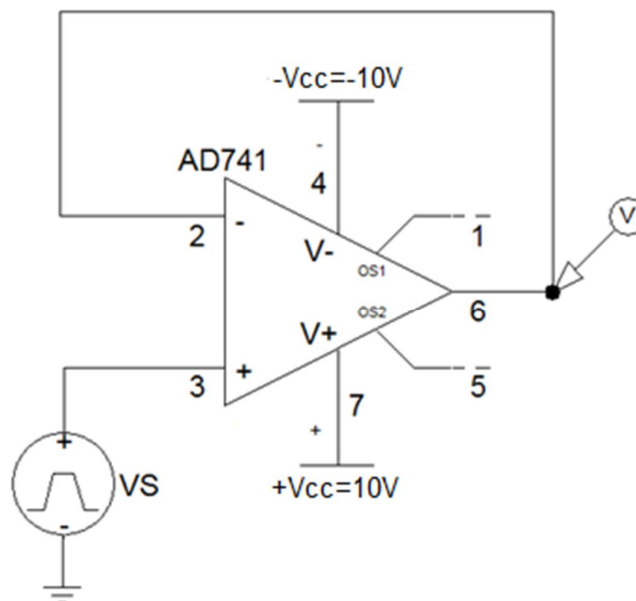 -Vcc=-10V
-
AD741
4
V
2
-
V-
1
OS1
6
OS2
V+
3
+
5
7
+
+
VS
+Vcc=10V
-